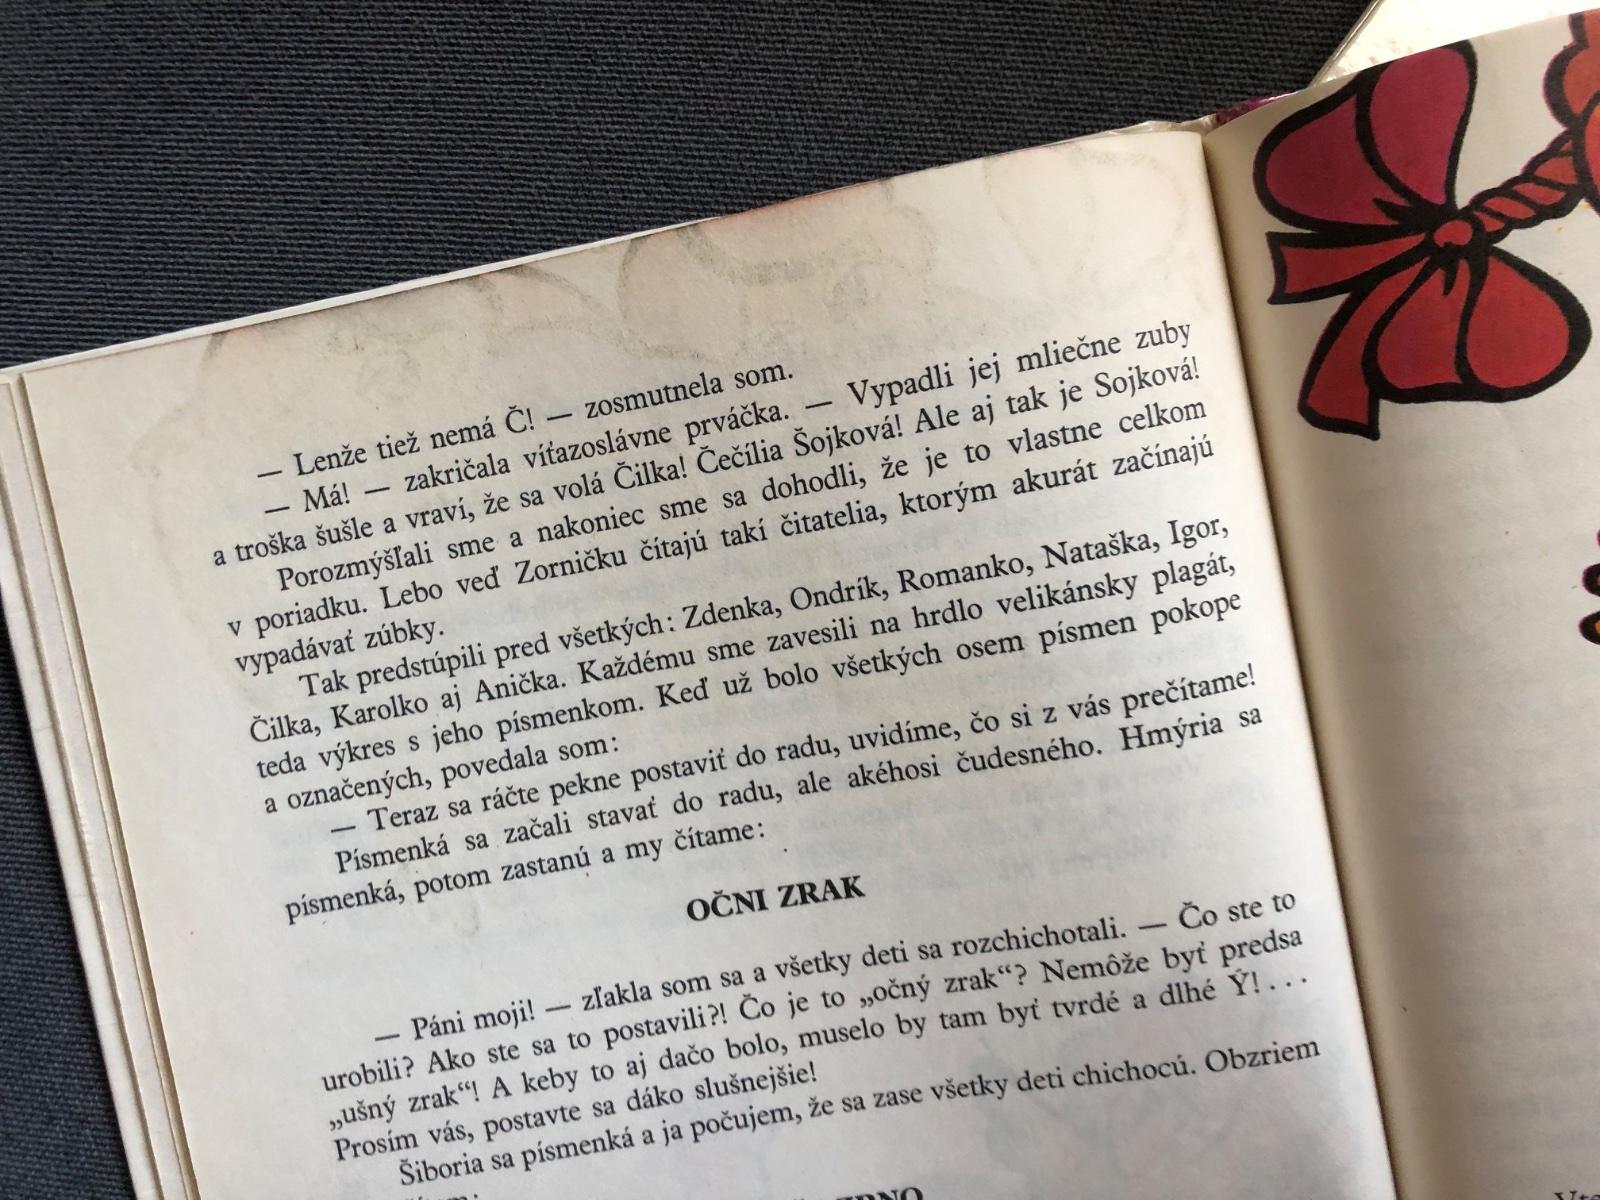 — Lenže tiež nemá Č! — zosmutnela som.
— Má! — zakričala víťazoslávne prváčka. — Vypadli jej mliečne zuby
a troška šušle a vraví, že sa volá Čilka! Čečília Šojková! Ale aj tak je Sojková!
Porozmýšľali sme a nakoniec sme sa dohodli, že je to vlastne celkom
v poriadku. Lebo veď Zorničku čítajú takí čitatelia, ktorým akurát začínajú
vypadávať zúbky.
Tak predstúpili pred všetkých: Zdenka, Ondrík, Romanko, Nataška, Igor,
Čilka, Karolko aj Anička. Každému sme zavesili na hrdlo velikánsky plagát,
teda výkres s jeho písmenkom. Keď už bolo všetkých osem písmen pokope
a označených, povedala som:
— Teraz sa ráčte pekne postaviť do radu, uvidíme, čo si z vás prečítame!
Písmenká sa začali stavať do radu, ale akéhosi čudesného. Hmýria sa
písmenká, potom zastanú a my čítame:
OČNI ZRAK
— Páni moji! — zľakla som sa a všetky deti sa rozchichotali. — Čo ste to
urobili? Ako ste sa to postavili?! Čo je to „očný zrak“? Nemôže byť predsa
„ušný zrak“! A keby to aj dačo bolo, muselo by tam byť tvrdé a dlhé Ý!...
Prosím vás, postavte sa dáko slušnejšie!
Šiboria sa písmenká a ja počujem, že sa zase všetky deti chichocú. Obzriem